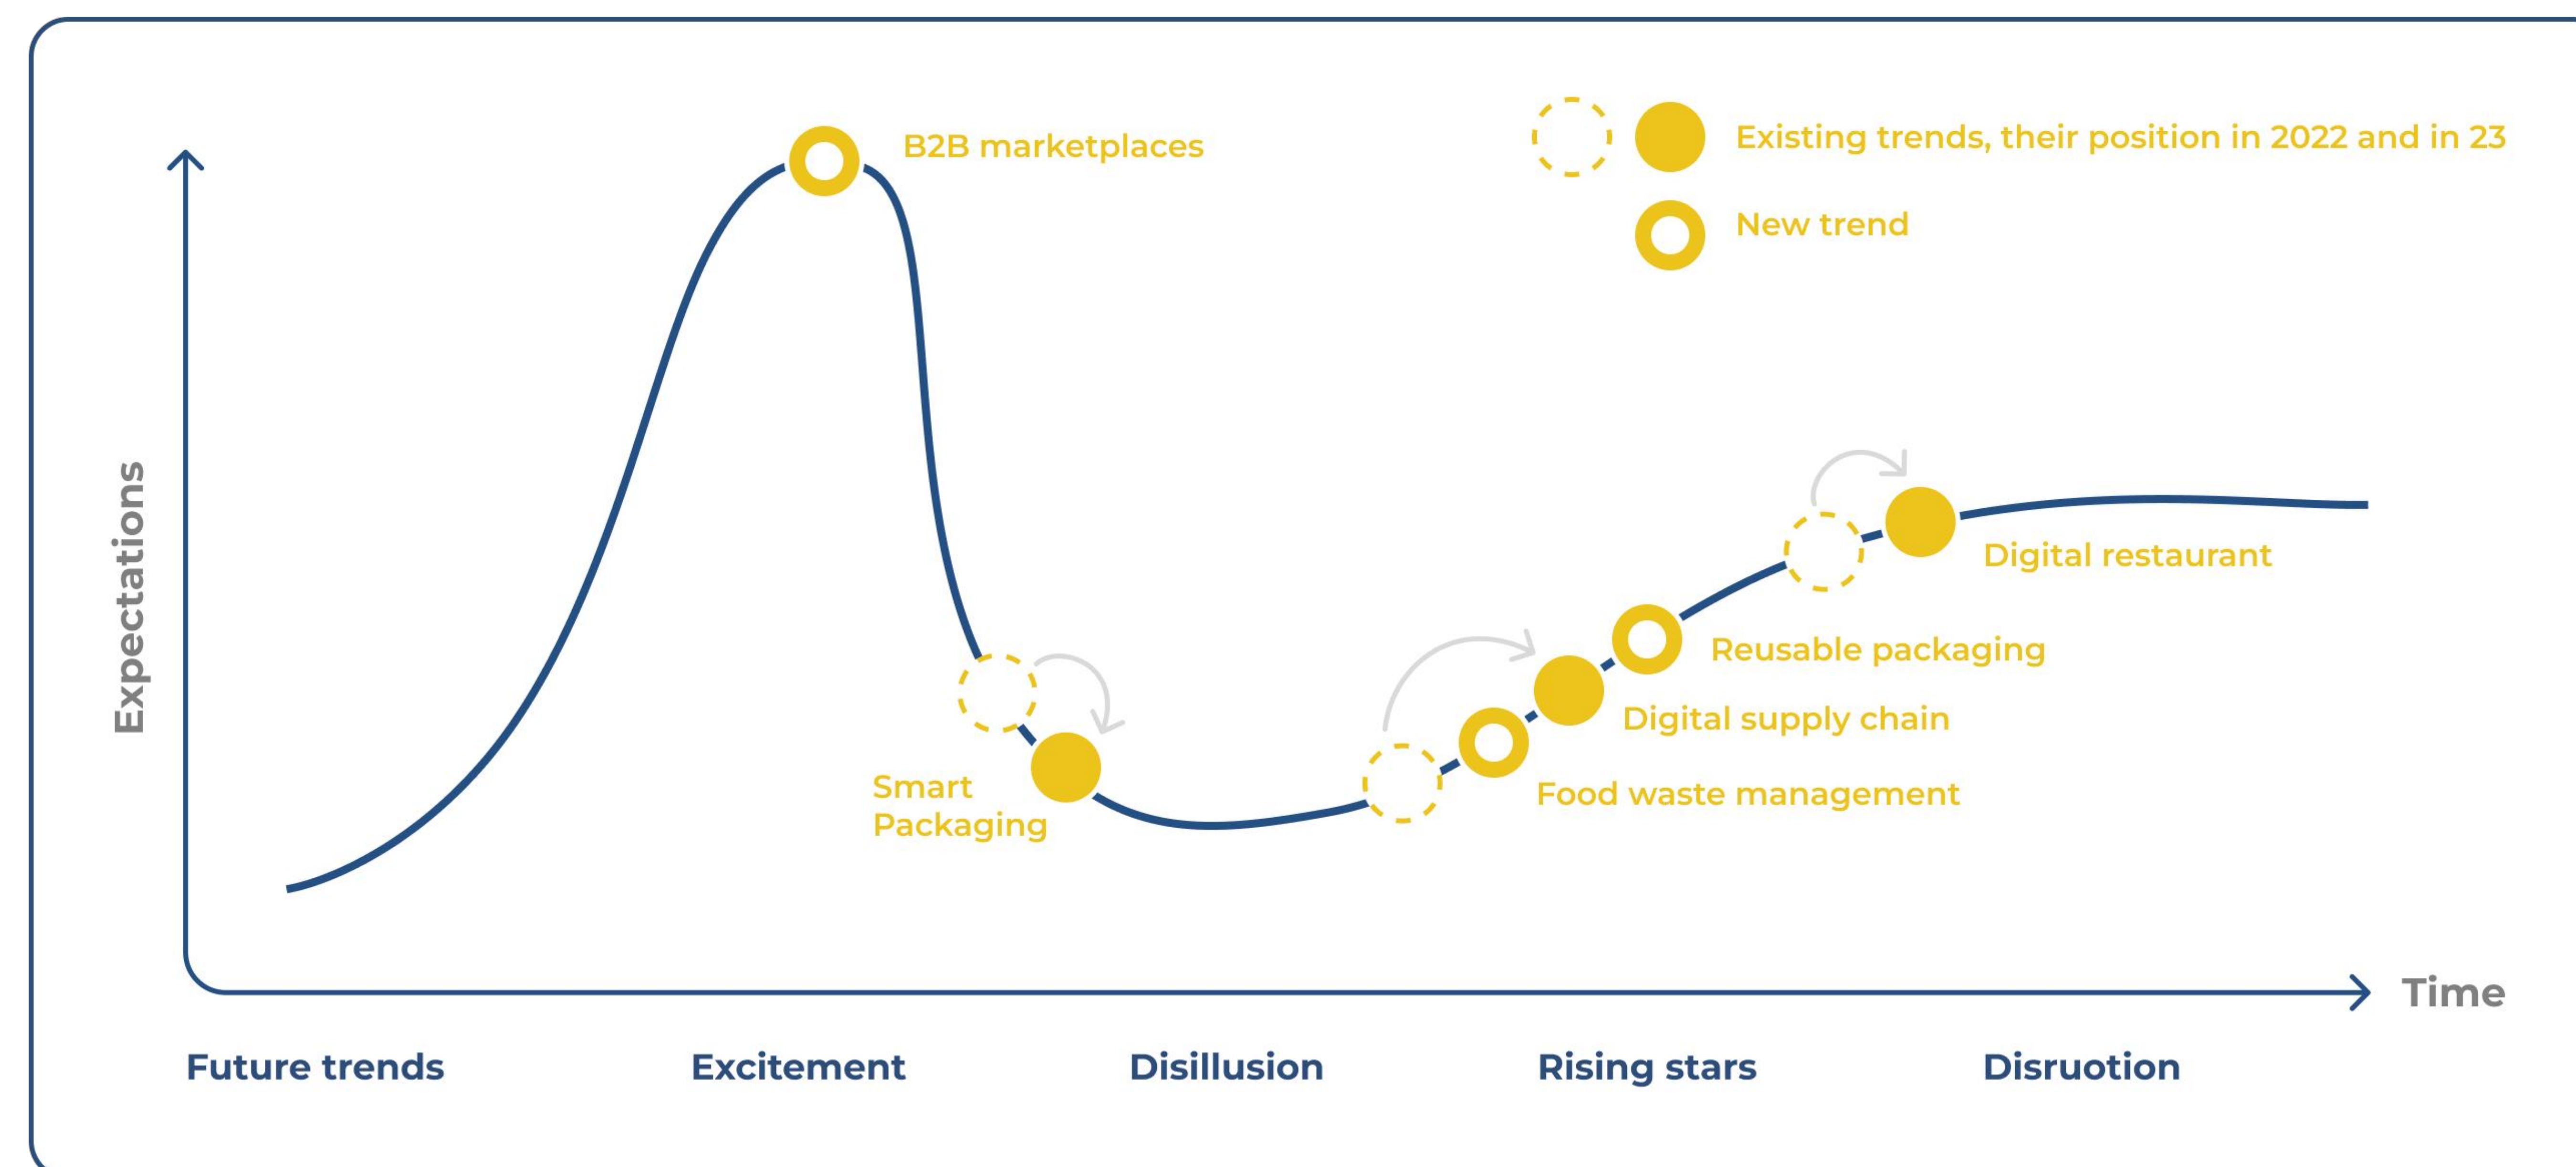 B2B marketplaces
Existing trends, their position in 2022 and in 23
New trend
Expectations
Digital restaurant
Reusable packaging
Digital supply chain
Smart
Packaging
Food waste management
Time
Future trends
Excitement
Disillusion
Rising stars
Disruotion